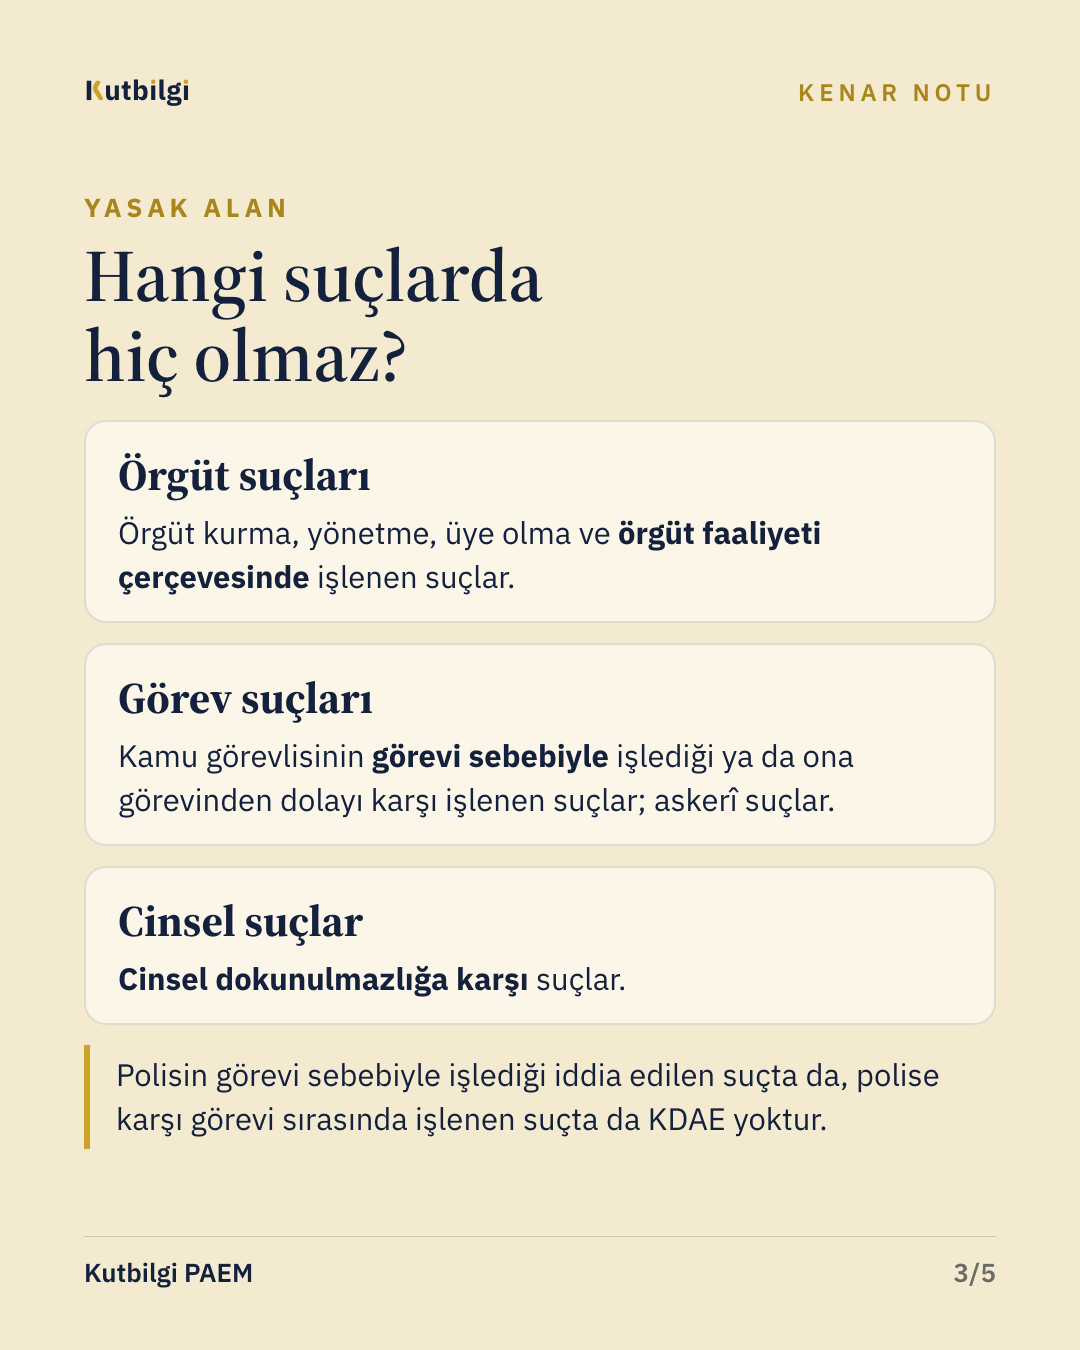 Kutbilgi
KENAR NOTU
YASAK ALAN
Hangi suçlarda
hiç olmaz?
Örgüt suçları
Örgüt kurma, yönetme, üye olma ve örgüt faaliyeti
çerçevesinde işlenen suçlar.
Görev suçları
Kamu görevlisinin görevi sebebiyle işlediği ya da ona
görevinden dolayı karşı işlenen suçlar; askerî suçlar.
Cinsel suçlar
Cinsel dokunulmazlığa karşı suçlar.
Polisin görevi sebebiyle işlediği iddia edilen suçta da, polise
karşı görevi sırasında işlenen suçta da KDAE yoktur.
Kutbilgi PAEM
3/5